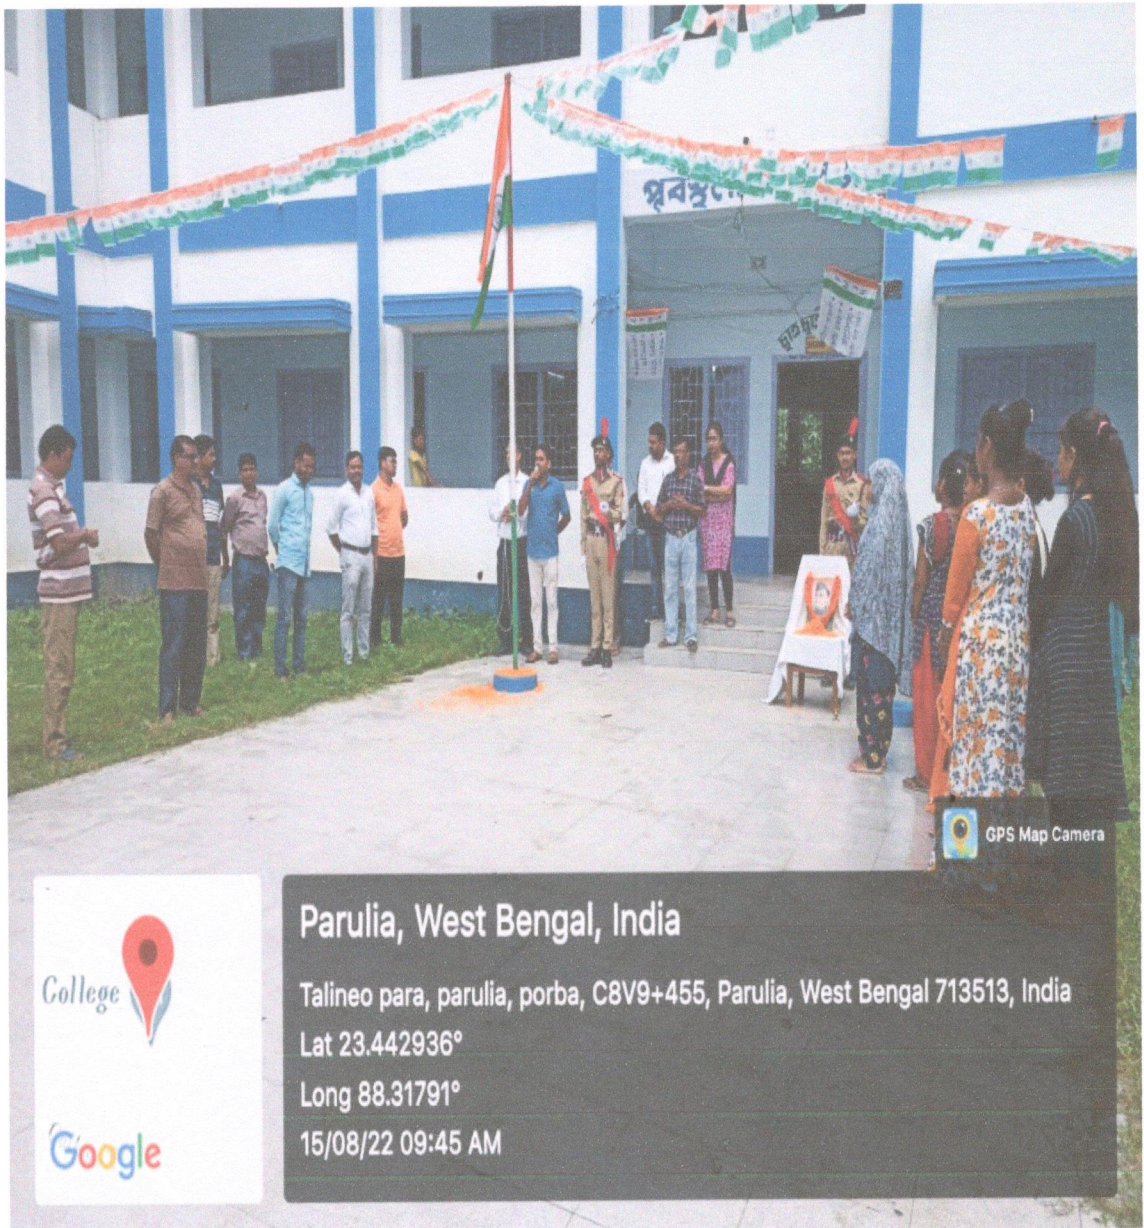 GPS Map Camera
College
Google
Parulia, West Bengal, India
Talineo para, parulia, porba, C8V9+455, Parulia, West Bengal 713513, India
Lat 23.442936°
Long 88.31791°
15/08/22 09:45 AM